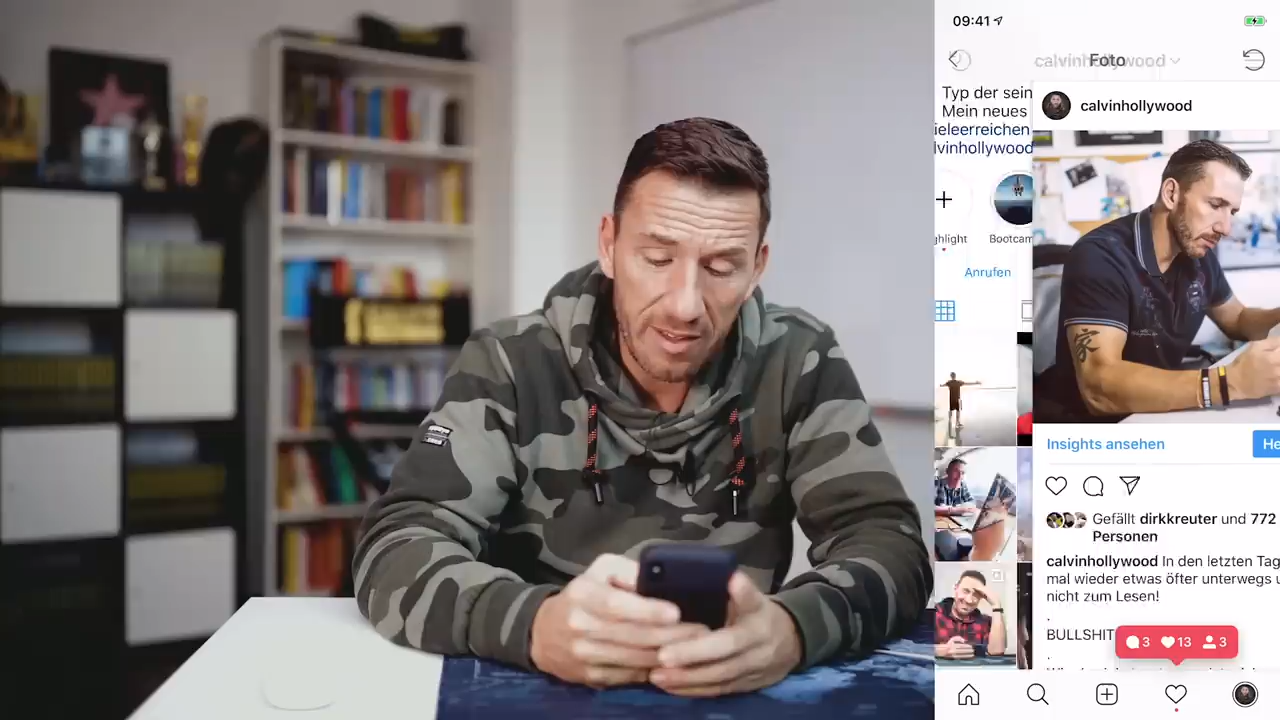 09:41
calvinhollywood
Foto
Typ der sein
Mein neues
ieleerreichen
lvinhollywood
ghlight
Bootcam
Anrufen
calvinhollywood
Insights ansehen
He
Gefällt dirkkreuter und 772
Personen
calvinhollywood In den letzten Tag
mal wieder etwas öfter unterwegs u
nicht zum Lesen!
.
BULLSHIT
3 13 3